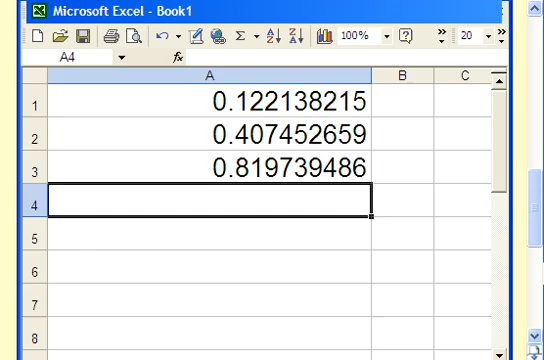 Microsoft Excel - Book1
Σ A Z Z A 100% ? » 20 »
A4 fx
A B C
1 0.122138215
2 0.407452659
3 0.819739486
4
5
6
7
8